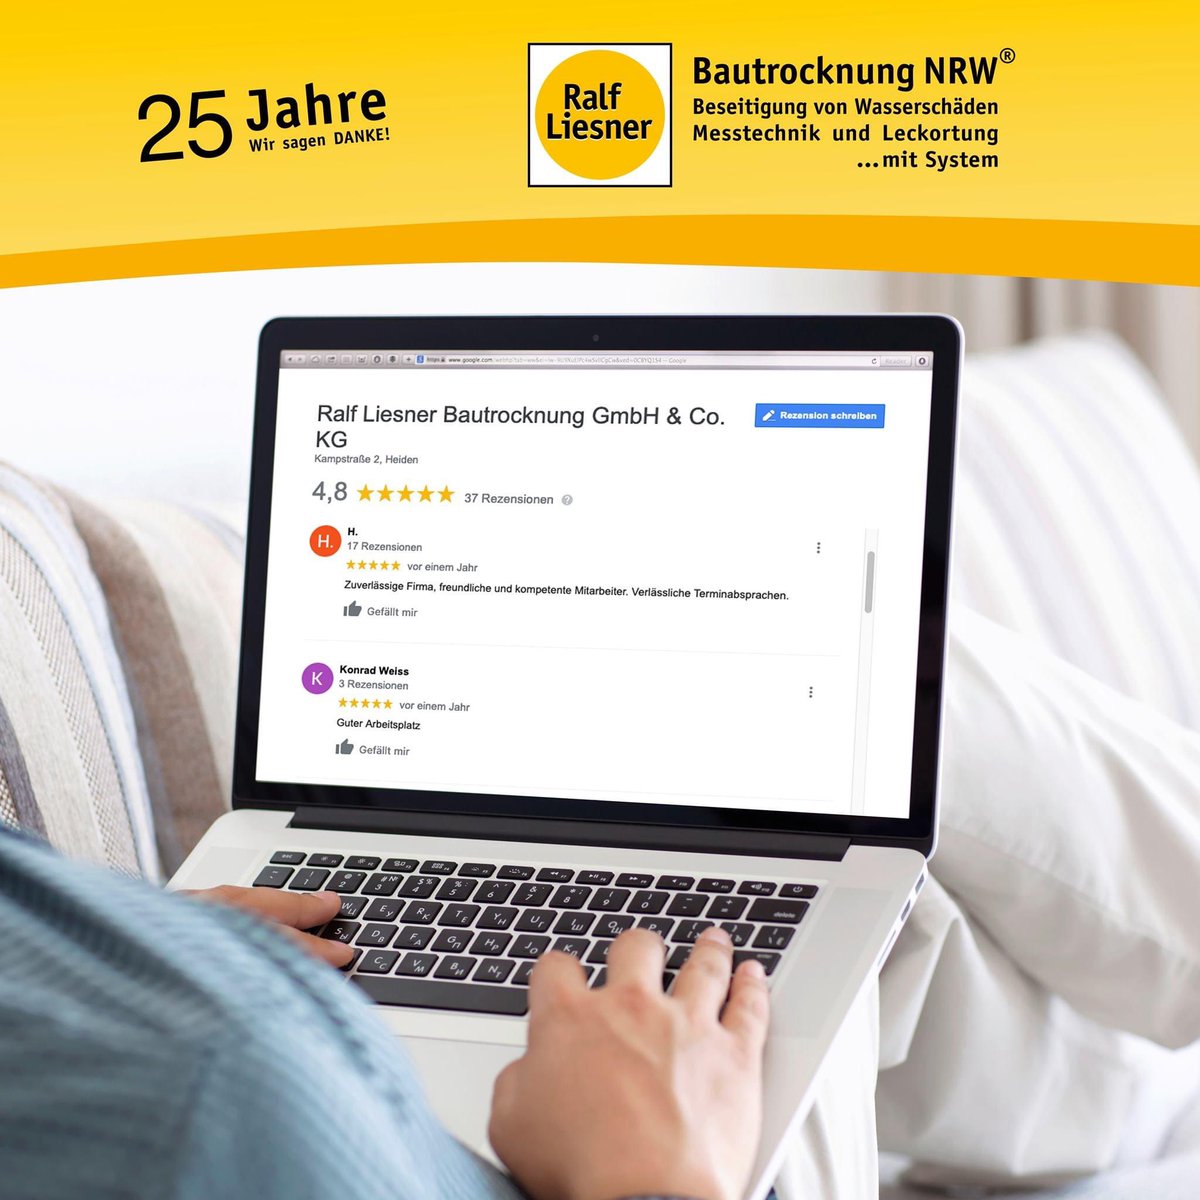 25 Jahre
Wir sagen DANKE!
Ralf
Liesner
Bautrocknung NRW®
Beseitigung von Wasserschäden
Messtechnik und Leckortung
...mit System
Ralf Liesner Bautrocknung GmbH & Co.
KG
Kampstraße 2, Heiden
Rezension schreiben
4,8
37 Rezensionen
H.
H.
17 Rezensionen
vor einem Jahr
Zuverlässige Firma, freundliche und kompetente Mitarbeiter. Verlässliche Terminabsprachen.
Gefällt mir
K
Konrad Weiss
3 Rezensionen
vor einem Jahr
Guter Arbeitsplatz
Gefällt mir